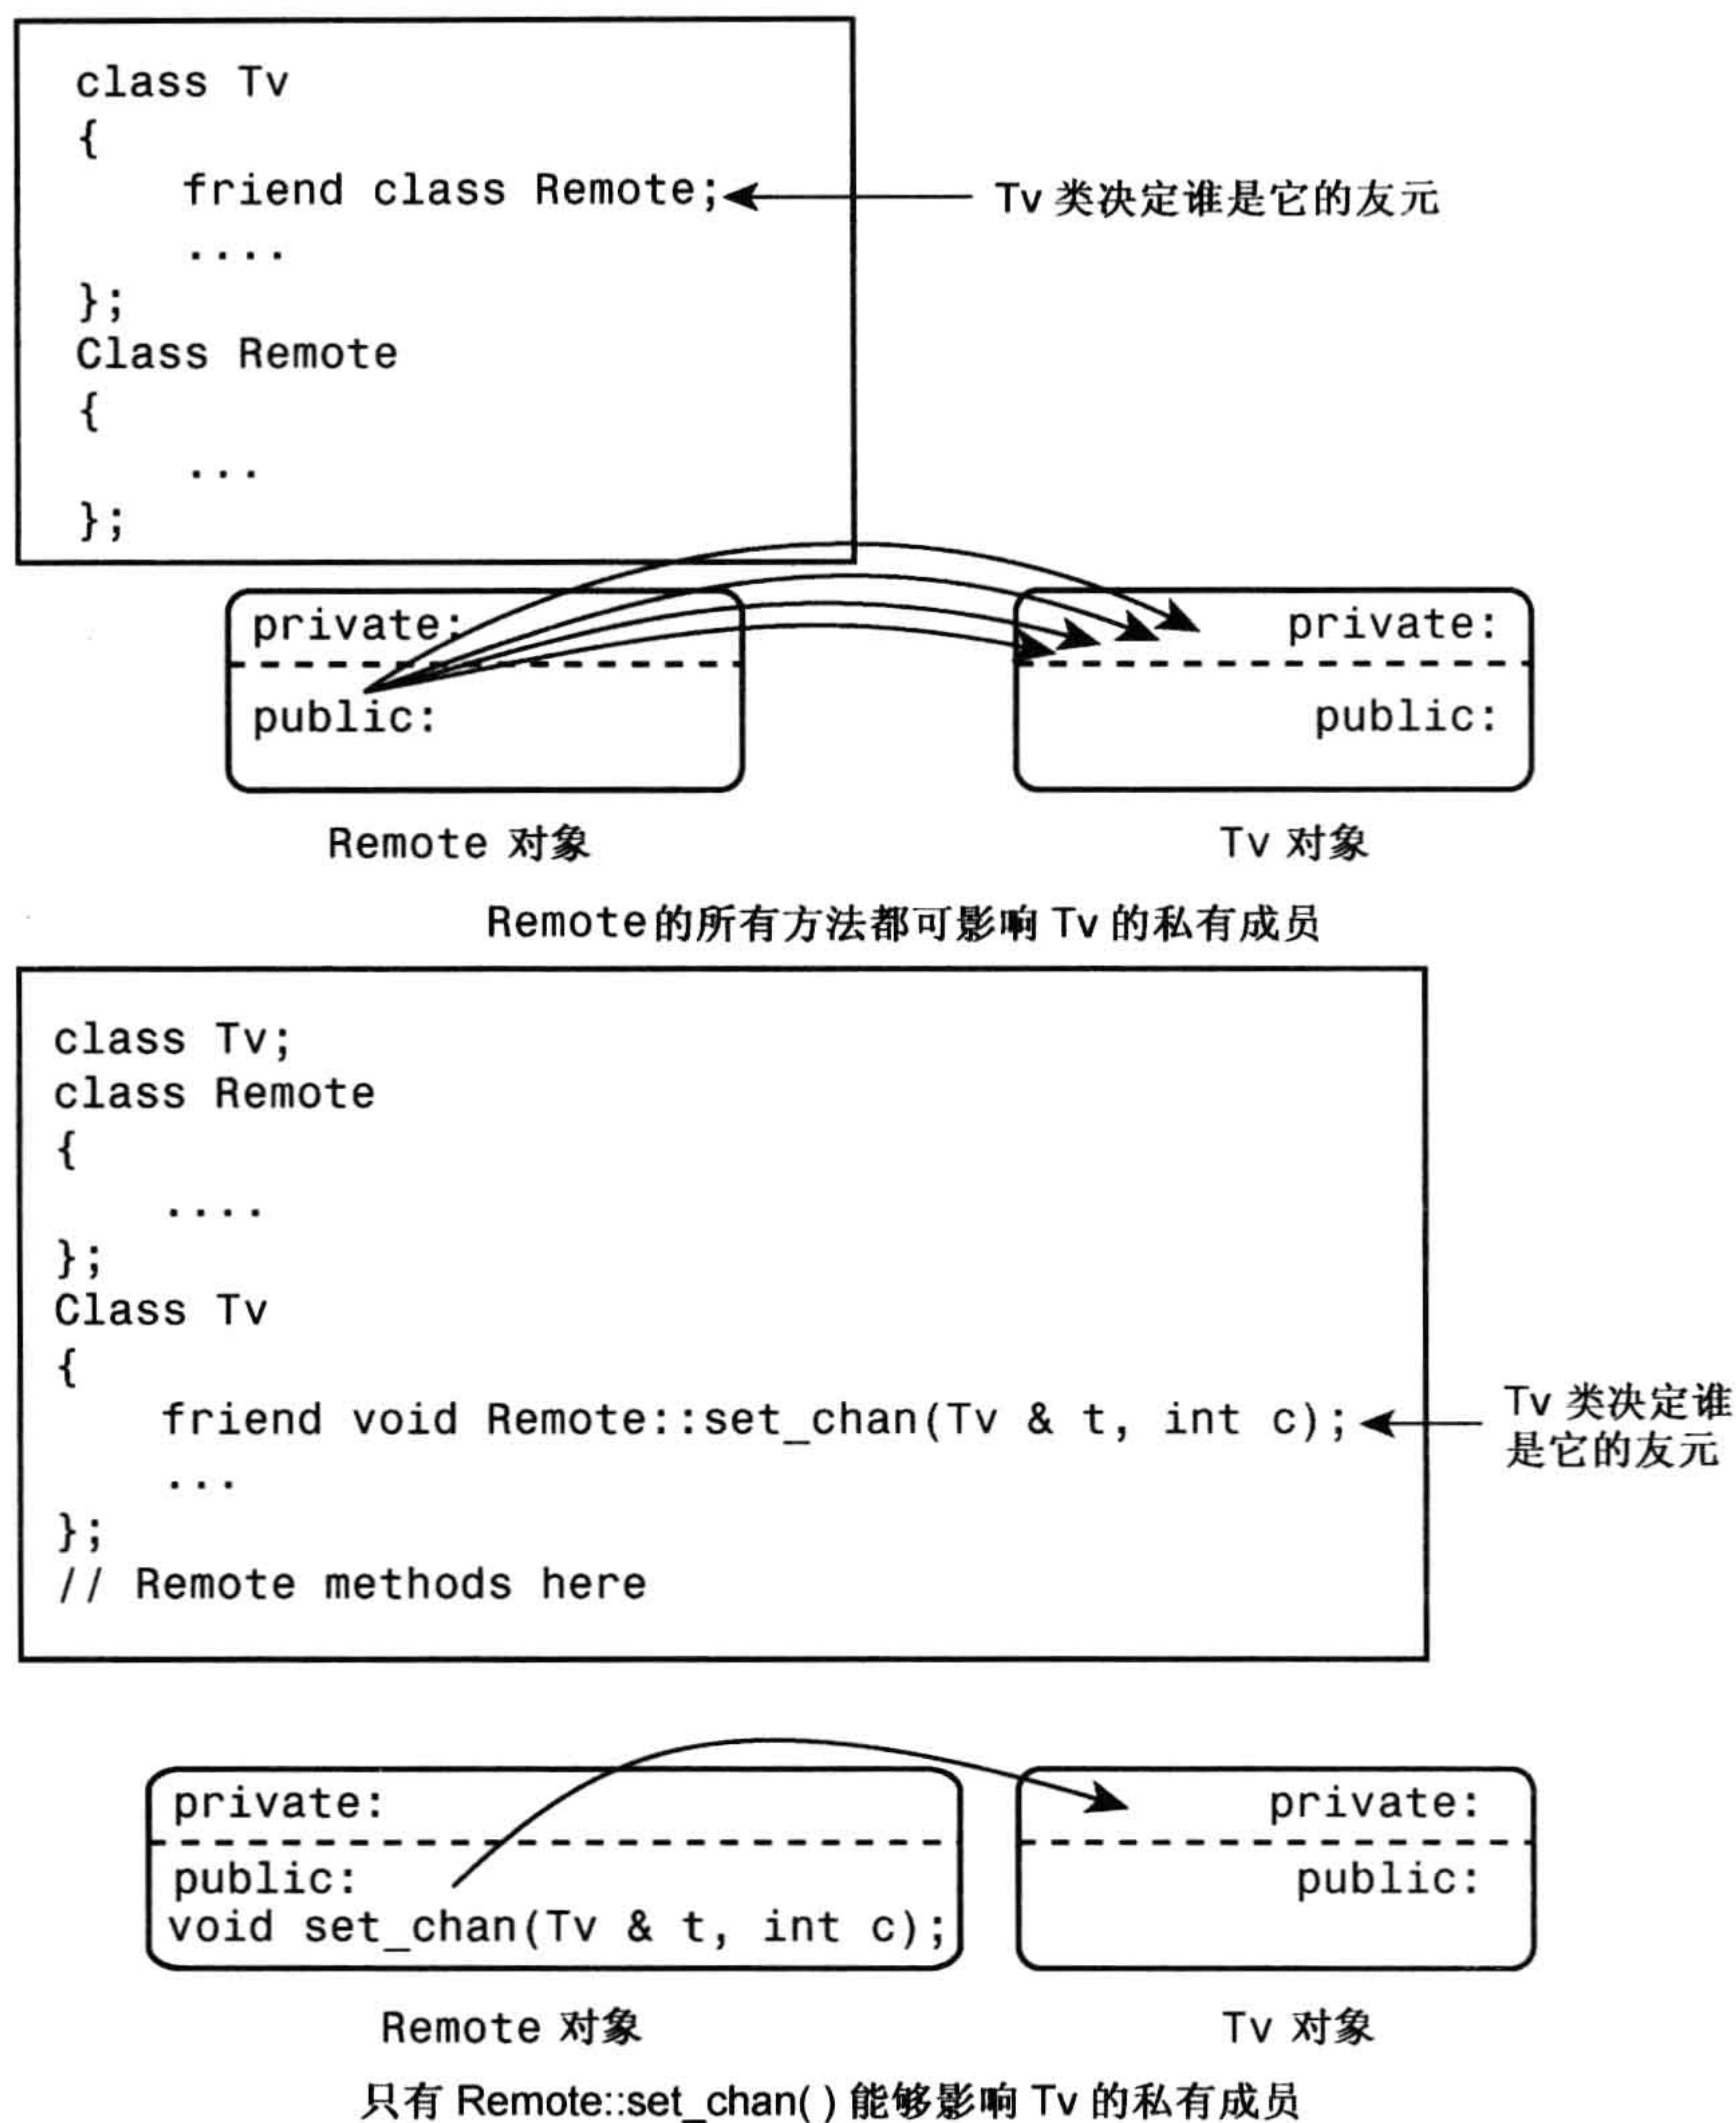 class Tv
{
friend class Remote;
Tv 类决定谁是它的友元
....
};
Class Remote
{
...
};
private:
public:
private:
public:
Remote 对象
Tv 对象
Remote的所有方法都可影响 Tv 的私有成员
class Tv;
class Remote
{
....
};
Class Tv
{
friend void Remote::set_chan(Tv & t, int c);
Tv 类决定谁
是它的友元
...
};
// Remote methods here
private:
public:
void set_chan(Tv & t, int c);
private:
public:
Remote 对象
Tv 对象
只有 Remote::set_chan( ) 能够影响 Tv 的私有成员